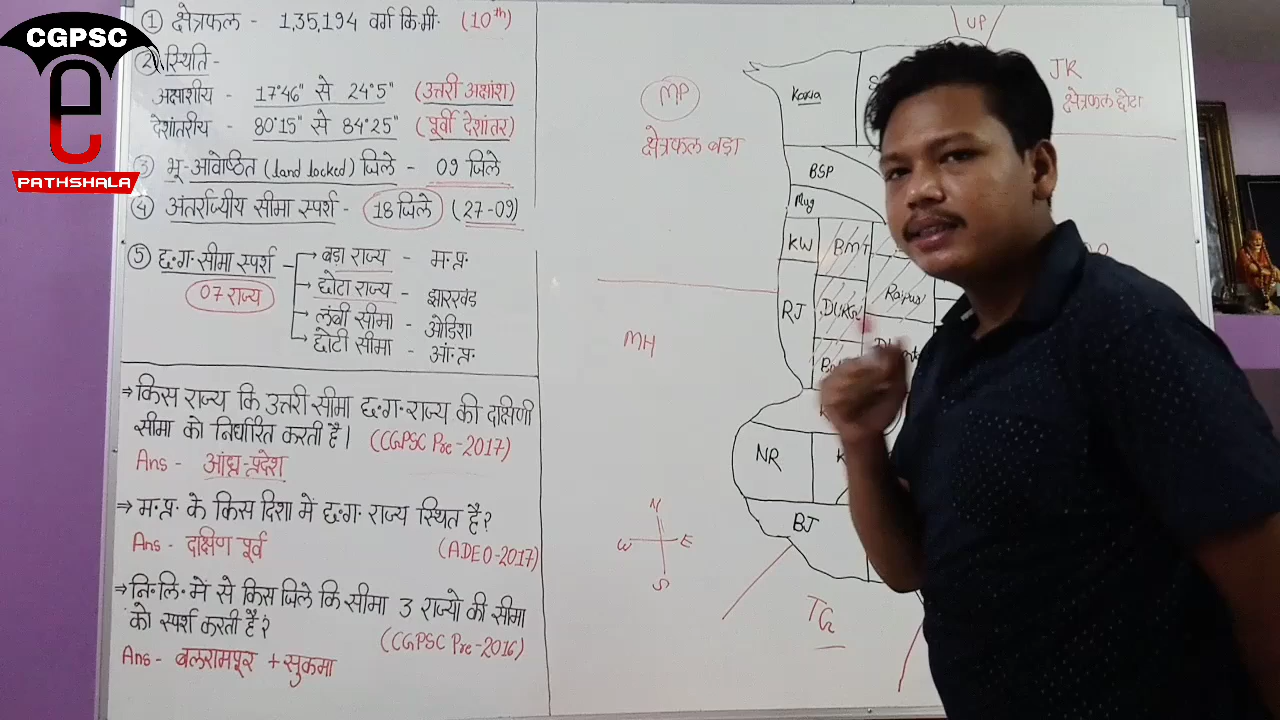 CGPSC
e
PATHSHALA
① क्षेत्रफल - 1,35,194 वर्ग कि·मी· (10th)
② स्थिति -
अक्षाशीय - 17°46" से 24°5" (उत्तरी अक्षांश)
देशांतरीय - 80°15" से 84°25" (पूर्वी देशांतर)
③ भू-आवेष्ठित (land locked) जिले - 09 जिले
④ अंतर्राज्यीय सीमा स्पर्श - 18 जिले (27-09)
⑤ छ·ग·सीमा स्पर्श
07 राज्य
बड़ा राज्य - म·प्र·
छोटा राज्य - झारखंड
लंबी सीमा - ओडिशा
छोटी सीमा - आं·प्र·
→ किस राज्य कि उत्तरी सीमा छ·ग· राज्य की दक्षिणी
सीमा को निर्धारित करती है। (CGPSC Pre-2017)
Ans - आंध्र-प्रदेश
→ म·प्र· के किस दिशा में छ·ग· राज्य स्थित है?
Ans - दक्षिण पूर्व (ADEO-2017)
→ नि·लि· में से किस जिले कि सीमा 3 राज्यो की सीमा
को स्पर्श करती है?
(CGPSC Pre-2016)
Ans - बलरामपुर + सुकमा
UP
MP
क्षेत्रफल बड़ा
JK
क्षेत्रफल छोटा
Koria
BSP
Mug
KW
BMT
RJ
DURG
Raipur
MH
NR
BJ
N
W E
S
TG